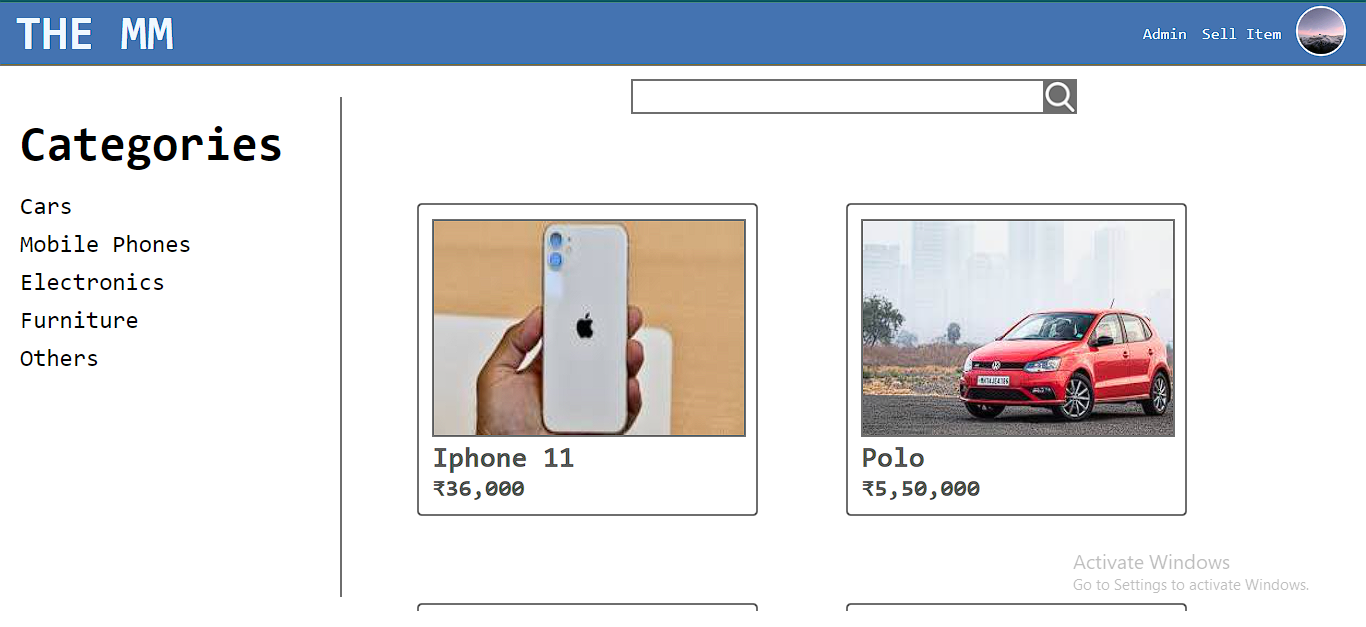 THE MM
Admin Sell Item
Categories
Cars
Mobile Phones
Electronics
Furniture
Others
Iphone 11
₹36,000
Polo
₹5,50,000
Activate Windows
Go to Settings to activate Windows.